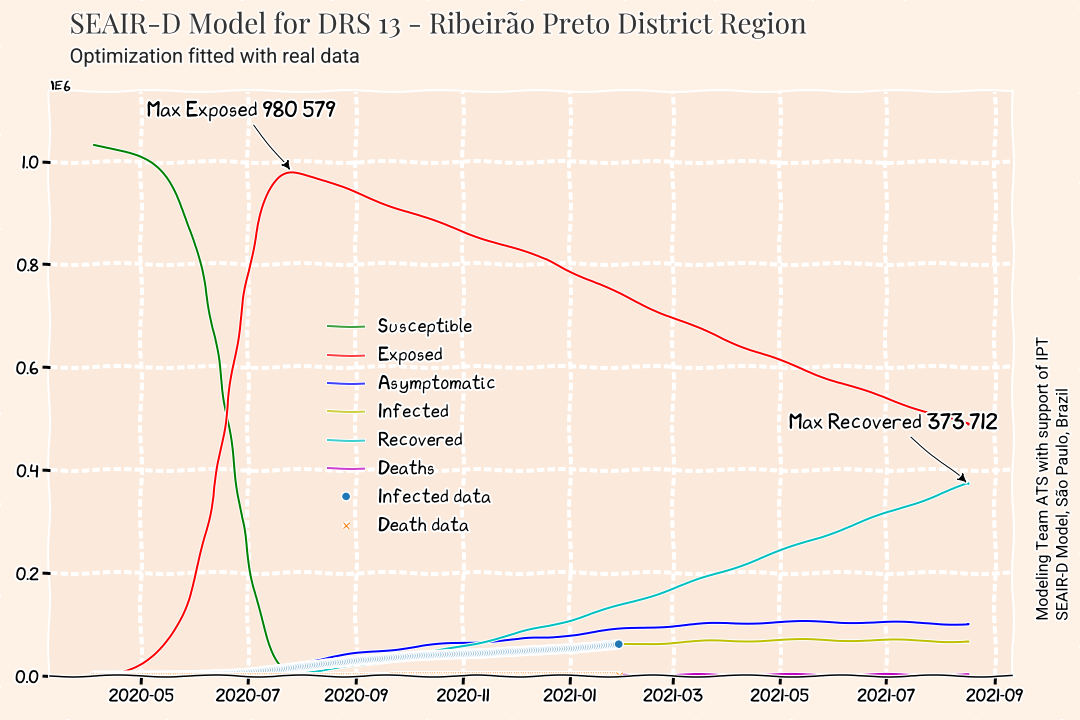 SEAIR-D Model for DRS 13 - Ribeirão Preto District Region
Optimization fitted with real data
1E6
Max Exposed 980 579
1.0
0.8
Susceptible
Exposed
0.6
Asymptomatic
Infected
Max Recovered 373.712
Recovered
0.4
Deaths
Infected data
Death data
0.2
0.0
2020-05 2020-07 2020-09 2020-11 2021-01 2021-03 2021-05 2021-07 2021-09
Modeling Team ATS with support of IPT
SEAIR-D Model, São Paulo, Brazil